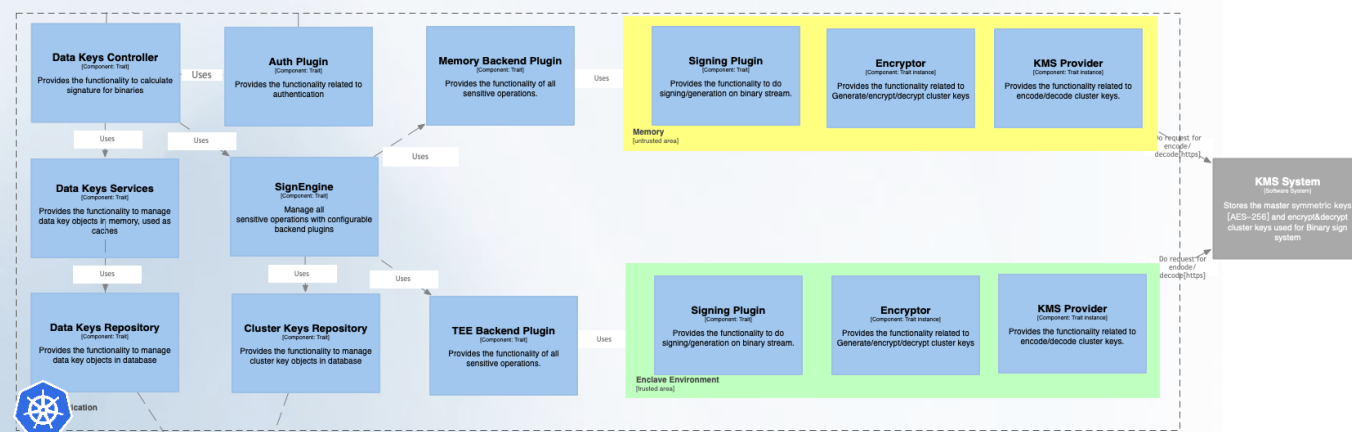 Data Keys Controller
[Component: Trait]
Provides the functionality to calculate
signature for binaries
Uses
Auth Plugin
[Component: Trait]
Provides the functionality related to
authentication
Memory Backend Plugin
[Component: Trait]
Provides the functionality of all
sensitive operations.
Uses
Signing Plugin
[Component: Trait]
Provides the functionality to do
signing/generation on binary stream.
Encryptor
[Component: Trait instance]
Provides the functionality related to
Generate/encrypt/decrypt cluster keys
KMS Provider
[Component: Trait instance]
Provides the functionality related to
encode/decode cluster keys.
Memory
[untrusted area]
Uses
Uses
Uses
Do request for
encode/
decode[https]
Data Keys Services
[Component: Trait]
Provides the functionality to manage
data key objects in memory, used as
caches
SignEngine
[Component: Trait]
Manage all
sensitive operations with configurable
backend plugins
KMS System
[Software System]
Stores the master symmetric keys
[AES-256] and encrypt&decrypt
cluster keys used for Binary sign
system
Uses
Uses
Uses
Do request for
encode/
decode[https]
Data Keys Repository
[Component: Trait]
Provides the functionality to manage
data key objects in database
Cluster Keys Repository
[Component: Trait]
Provides the functionality to manage
cluster key objects in database
TEE Backend Plugin
[Component: Trait]
Provides the functionality of all
sensitive operations.
Uses
Signing Plugin
[Component: Trait]
Provides the functionality to do
signing/generation on binary stream.
Encryptor
[Component: Trait instance]
Provides the functionality related to
Generate/encrypt/decrypt cluster keys
KMS Provider
[Component: Trait instance]
Provides the functionality related to
encode/decode cluster keys.
Enclave Environment
[trusted area]
ication